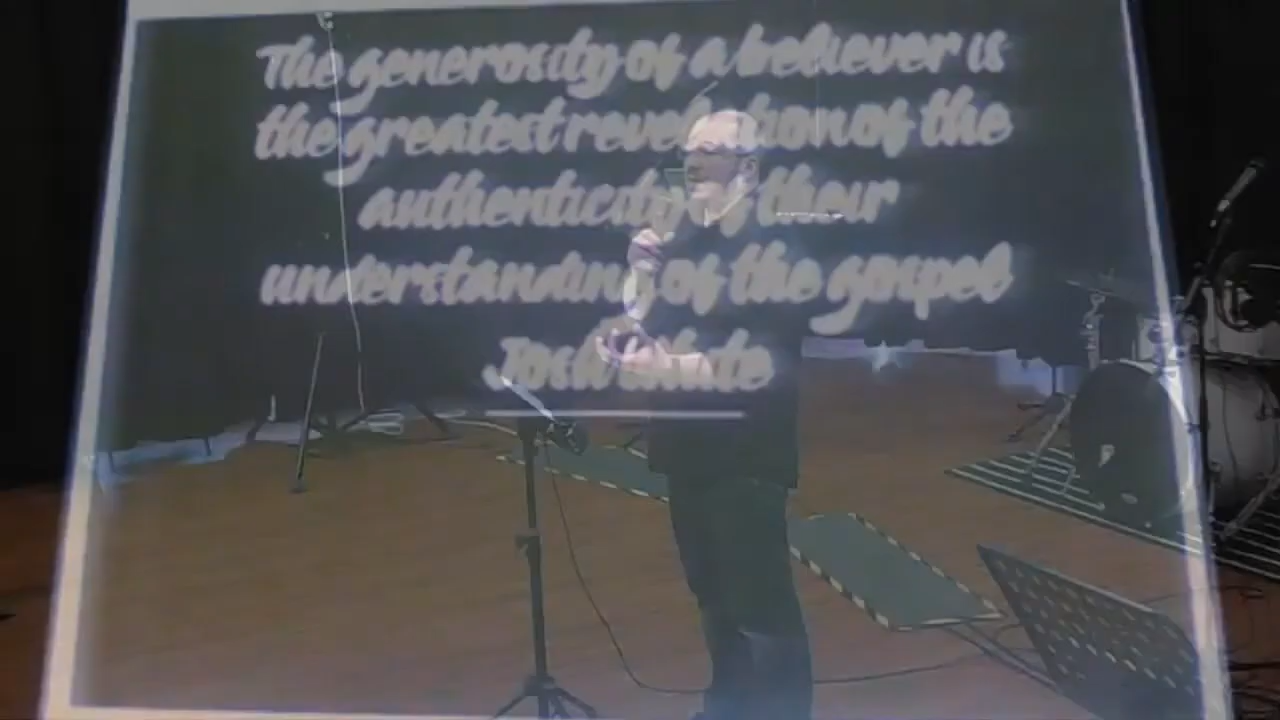 The generosity of a believer is
the greatest revelation of the
authenticity of their
understanding of the gospel
Josh